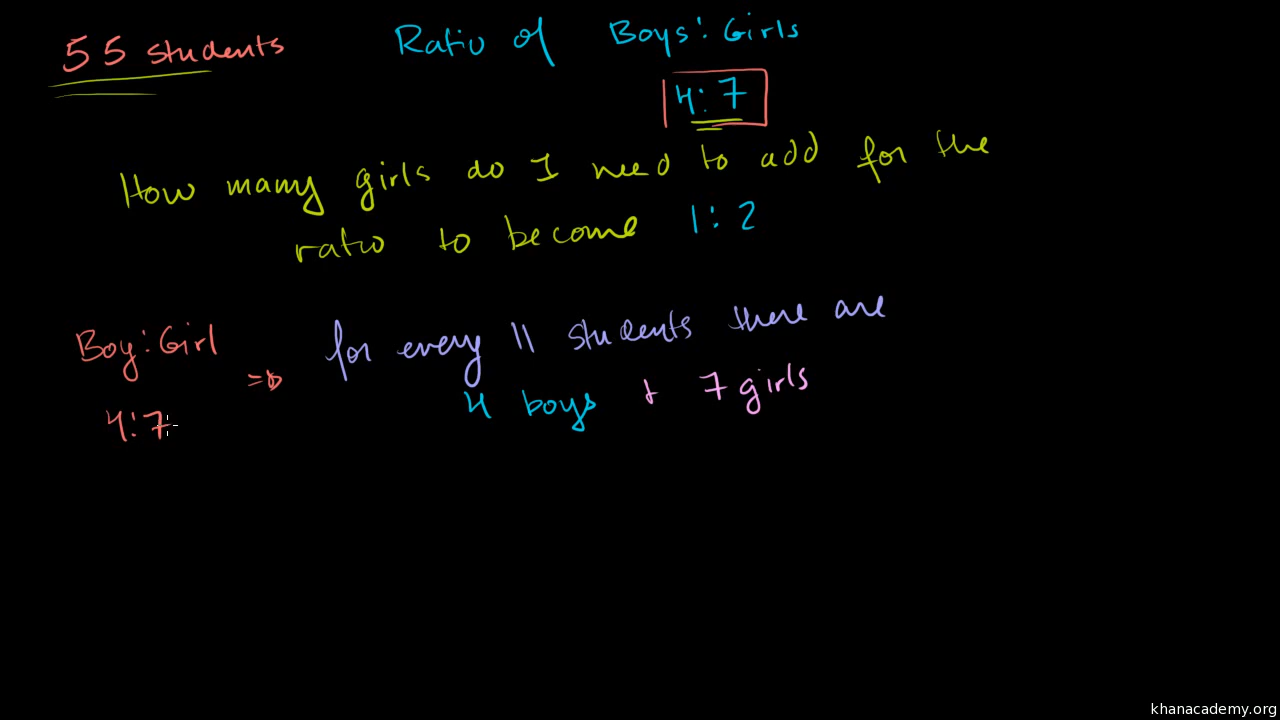 55 students
Ratio of Boys:Girls
4:7
How many girls do I need to add for the
ratio to become 1:2
Boy:Girl
4:7
=> for every 11 students there are
4 boys + 7 girls
khanacademy.org